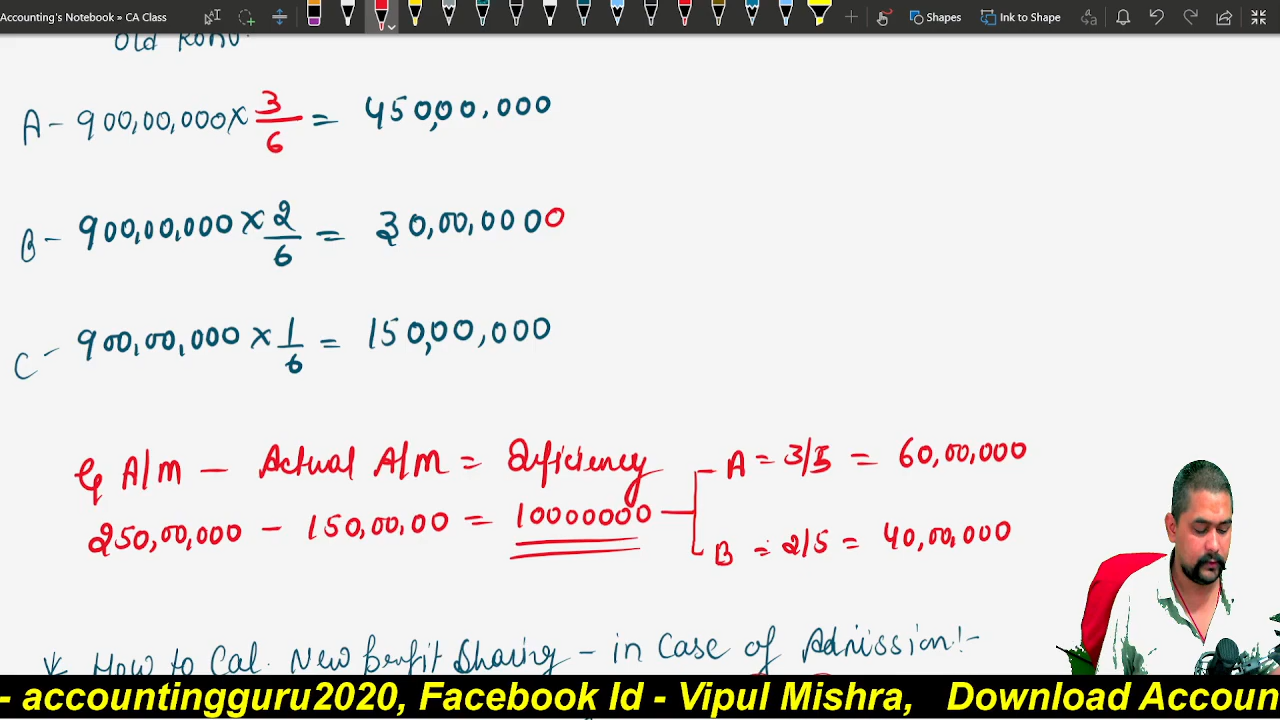 Accounting's Notebook » CA Class
Shapes
Ink to Shape
Old
A - 900,00,000 × 3/6 = 450,00,000
B - 900,00,000 × 2/6 = 30,00,0000
C - 900,00,000 × 1/6 = 150,00,000
A/m - Actual A/m = Deficiency
250,00,000 - 150,00,00 = 10000000
A = 3/5 = 60,00,000
B = 2/5 = 40,00,000
* How to Cal. New Profit Sharing - in Case of Admission:-
- accountingguru2020, Facebook Id - Vipul Mishra, Download Accoun